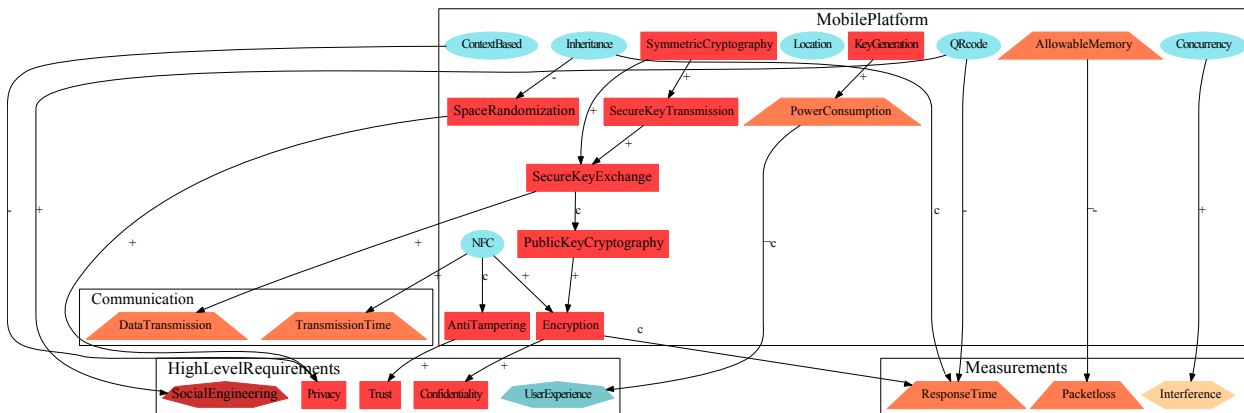 MobilePlatform
ContextBased
Inheritance
SymmetricCryptography
Location
KeyGeneration
QRcode
AllowableMemory
Concurrency
-
+
+
SpaceRandomization
SecureKeyTransmission
PowerConsumption
+
+
SecureKeyExchange
-
+
c
c
-
¬-
+
NFC
PublicKeyCryptography
+
+
¬c
+
c
+
+
Communication
DataTransmission
TransmissionTime
AntiTampering
Encryption
c
HighLevelRequirements
+
+
Measurements
SocialEngineering
Privacy
Trust
Confidentiality
UserExperience
ResponseTime
Packetloss
Interference